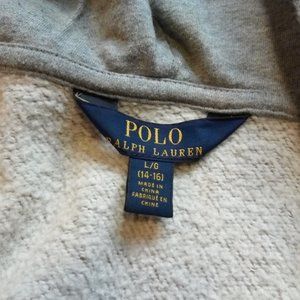 POLO
RALPH LAUREN
L/G
(14-16)
MADE IN
CHINA
FABRIQUÉ EN
CHINE